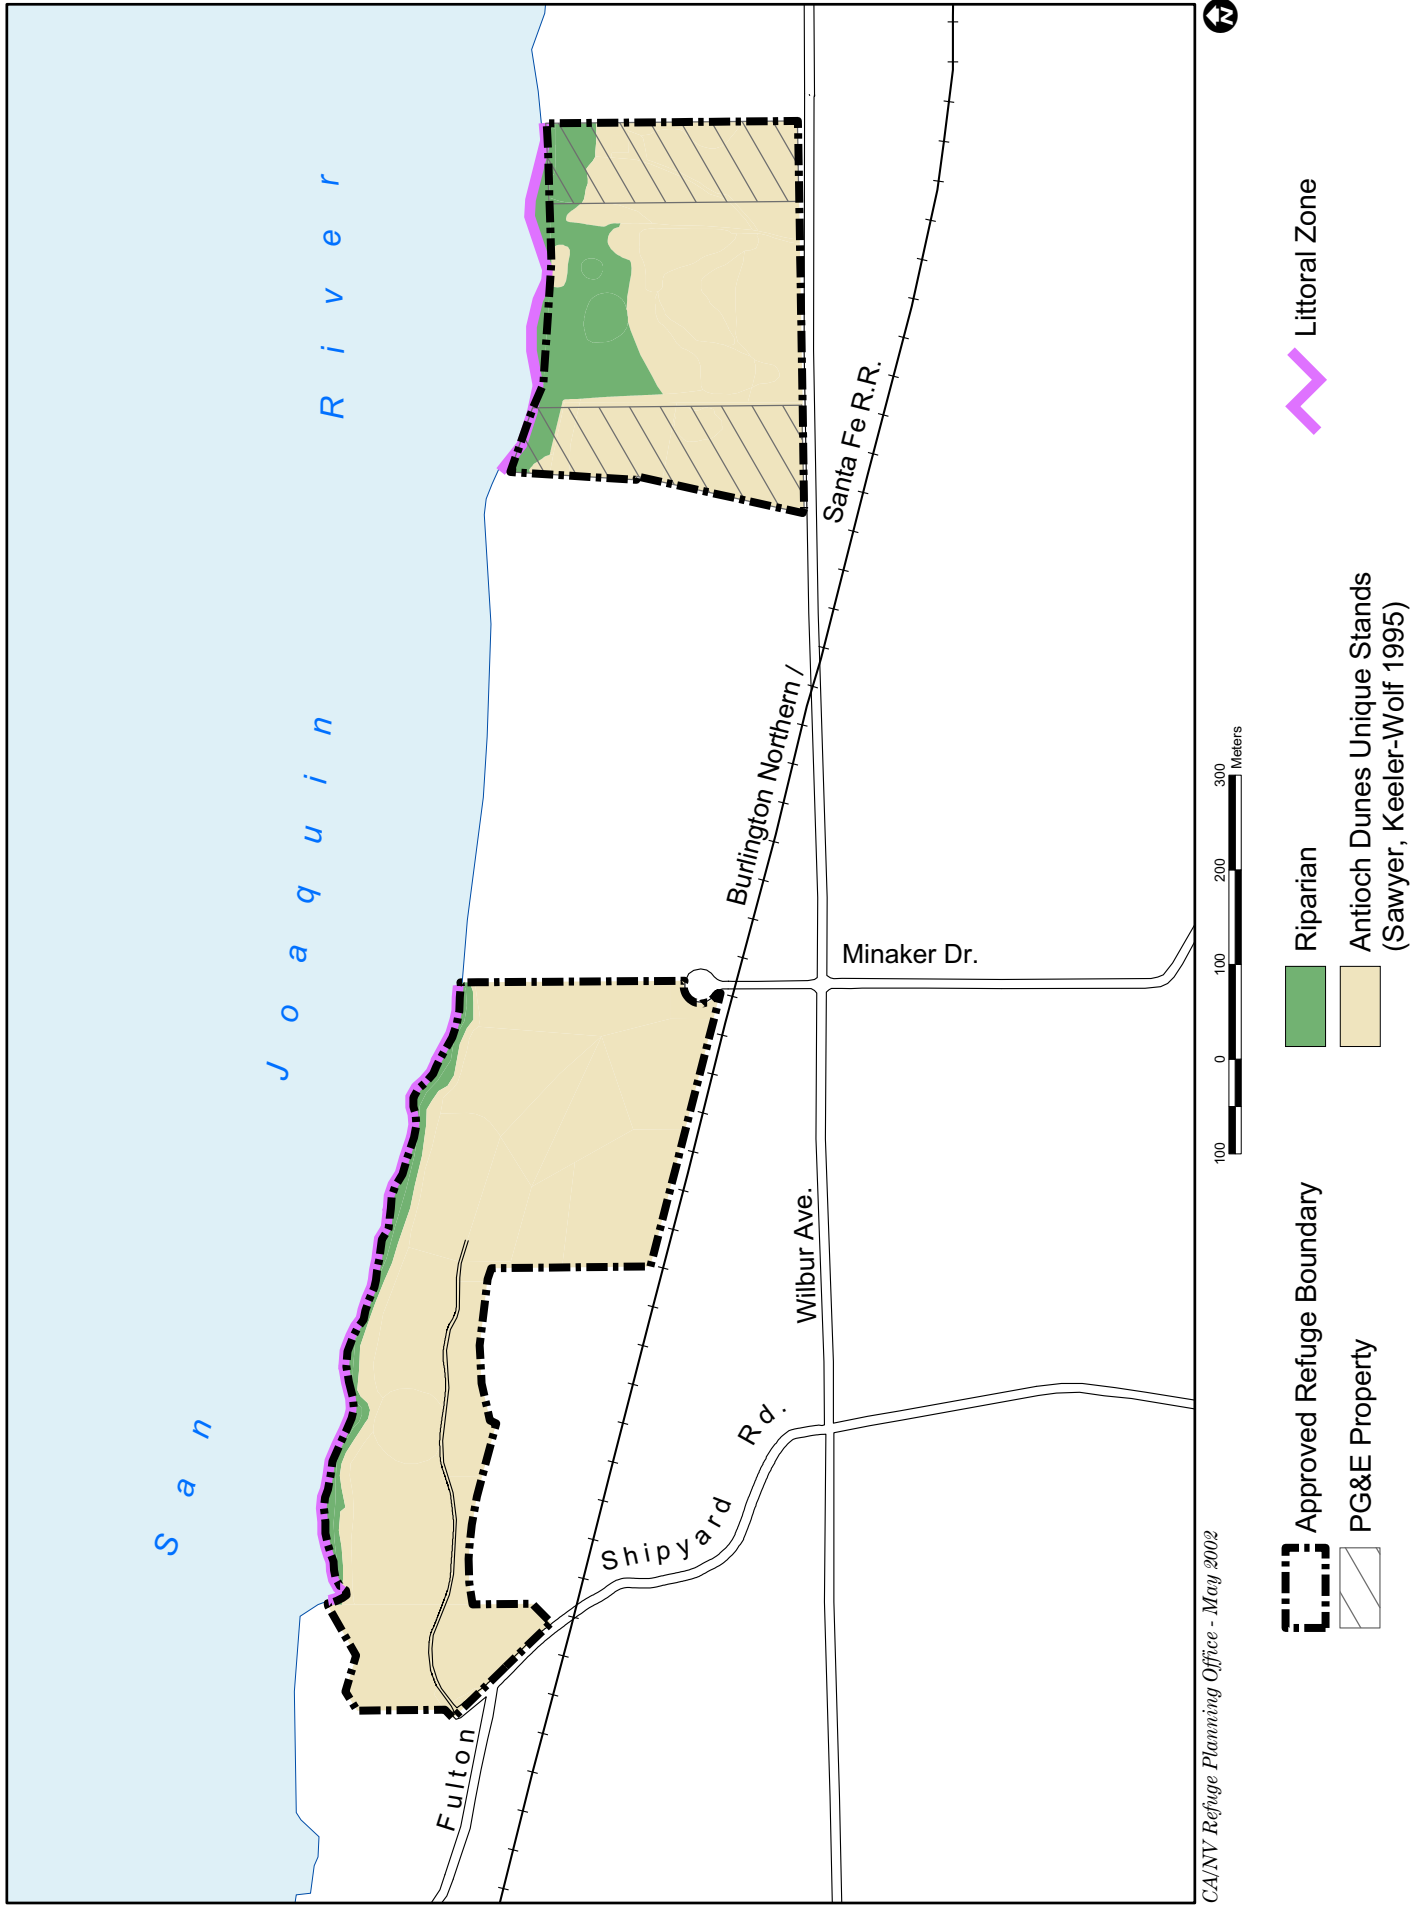 San Joaquin River
Burlington Northern /
Santa Fe R.R.
Minaker Dr.
Wilbur Ave.
Fulton
Shipyard Rd.
N
CA/NV Refuge Planning Office - May 2002
100 0 100 200 300
Meters
Approved Refuge Boundary
PG&E Property
Riparian
Antioch Dunes Unique Stands
(Sawyer, Keeler-Wolf 1995)
Littoral Zone